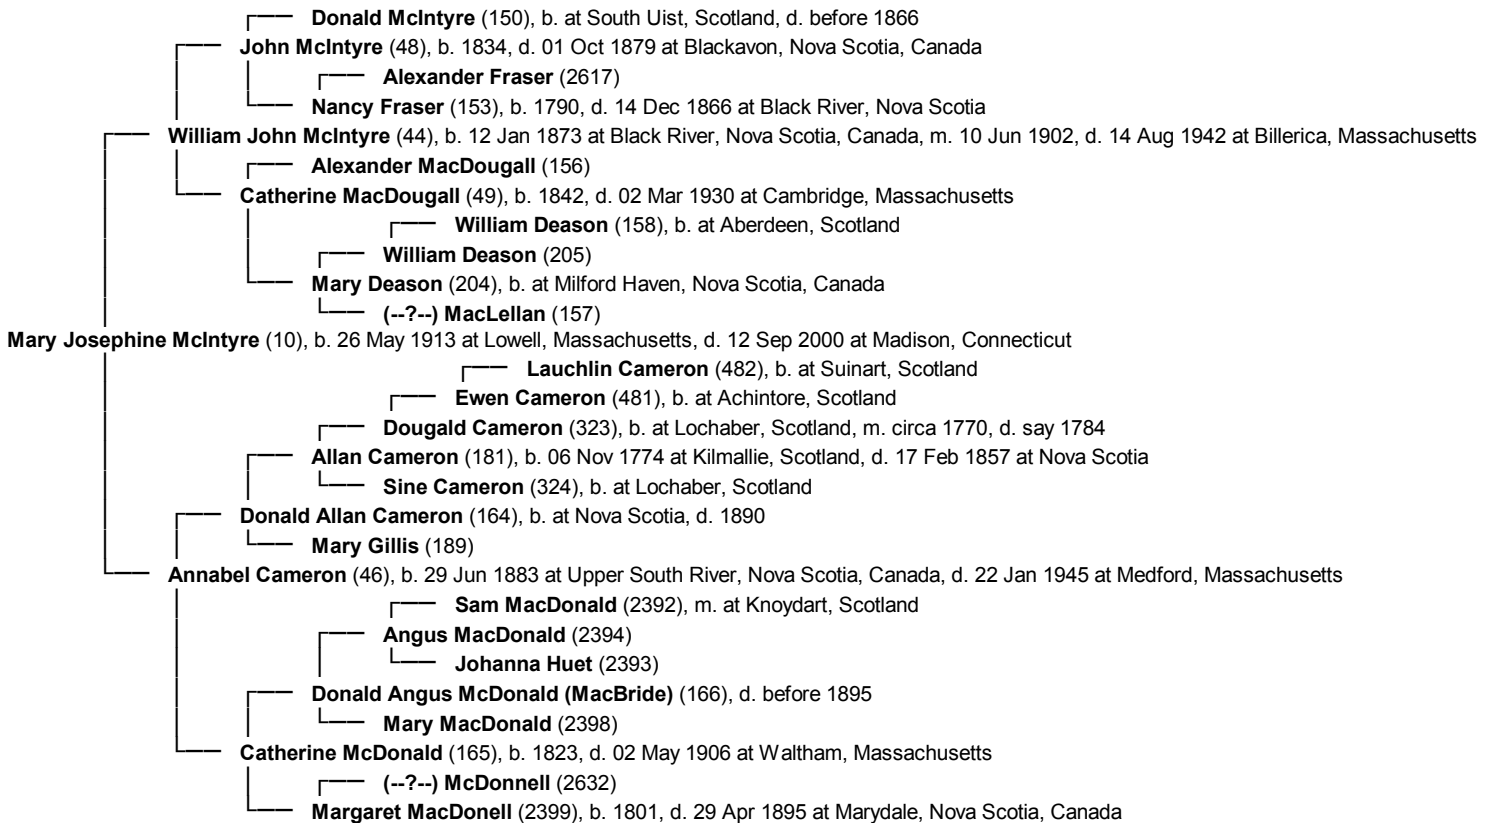 Donald McIntyre (150), b. at South Uist, Scotland, d. before 1866
John McIntyre (48), b. 1834, d. 01 Oct 1879 at Blackavon, Nova Scotia, Canada
Alexander Fraser (2617)
Nancy Fraser (153), b. 1790, d. 14 Dec 1866 at Black River, Nova Scotia
William John McIntyre (44), b. 12 Jan 1873 at Black River, Nova Scotia, Canada, m. 10 Jun 1902, d. 14 Aug 1942 at Billerica, Massachusetts
Alexander MacDougall (156)
Catherine MacDougall (49), b. 1842, d. 02 Mar 1930 at Cambridge, Massachusetts
William Deason (158), b. at Aberdeen, Scotland
William Deason (205)
Mary Deason (204), b. at Milford Haven, Nova Scotia, Canada
(--?--) MacLellan (157)
Mary Josephine McIntyre (10), b. 26 May 1913 at Lowell, Massachusetts, d. 12 Sep 2000 at Madison, Connecticut
Lauchlin Cameron (482), b. at Suinart, Scotland
Ewen Cameron (481), b. at Achintore, Scotland
Dougald Cameron (323), b. at Lochaber, Scotland, m. circa 1770, d. say 1784
Allan Cameron (181), b. 06 Nov 1774 at Kilmallie, Scotland, d. 17 Feb 1857 at Nova Scotia
Sine Cameron (324), b. at Lochaber, Scotland
Donald Allan Cameron (164), b. at Nova Scotia, d. 1890
Mary Gillis (189)
Annabel Cameron (46), b. 29 Jun 1883 at Upper South River, Nova Scotia, Canada, d. 22 Jan 1945 at Medford, Massachusetts
Sam MacDonald (2392), m. at Knoydart, Scotland
Angus MacDonald (2394)
Johanna Huet (2393)
Donald Angus McDonald (MacBride) (166), d. before 1895
Mary MacDonald (2398)
Catherine McDonald (165), b. 1823, d. 02 May 1906 at Waltham, Massachusetts
(--?--) McDonnell (2632)
Margaret MacDonell (2399), b. 1801, d. 29 Apr 1895 at Marydale, Nova Scotia, Canada